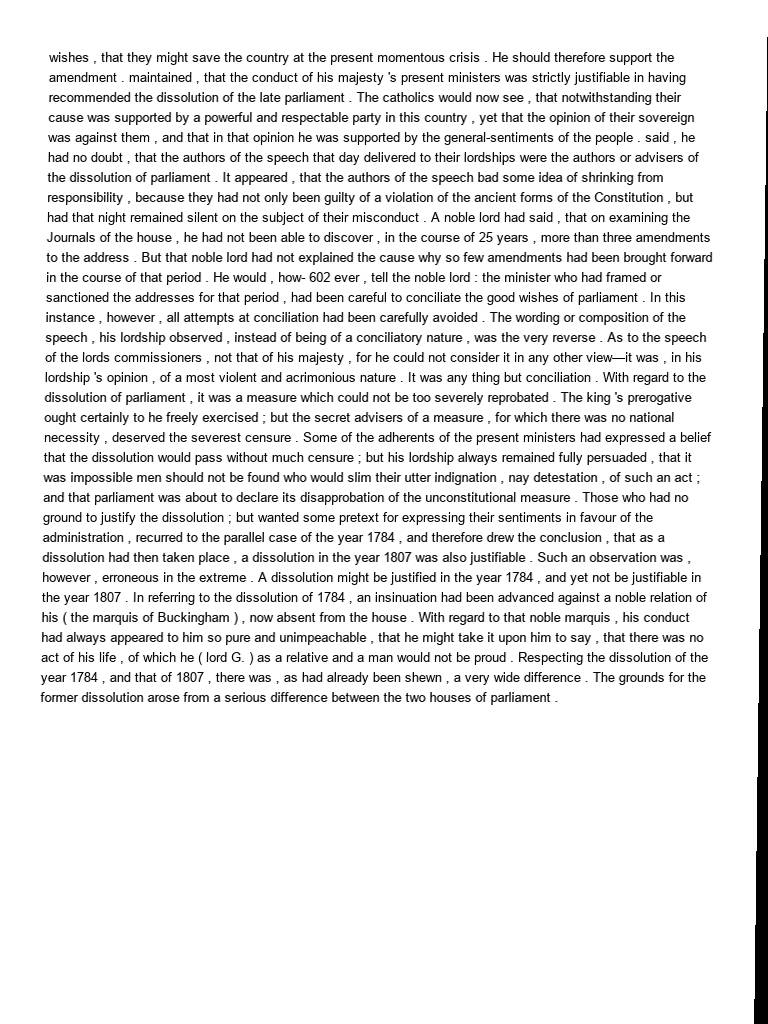 wishes , that they might save the country at the present momentous crisis . He should therefore support the
amendment . maintained , that the conduct of his majesty 's present ministers was strictly justifiable in having
recommended the dissolution of the late parliament . The catholics would now see , that notwithstanding their
cause was supported by a powerful and respectable party in this country , yet that the opinion of their sovereign
was against them , and that in that opinion he was supported by the general-sentiments of the people . said , he
had no doubt , that the authors of the speech that day delivered to their lordships were the authors or advisers of
the dissolution of parliament . It appeared , that the authors of the speech bad some idea of shrinking from
responsibility , because they had not only been guilty of a violation of the ancient forms of the Constitution , but
had that night remained silent on the subject of their misconduct . A noble lord had said , that on examining the
Journals of the house , he had not been able to discover , in the course of 25 years , more than three amendments
to the address . But that noble lord had not explained the cause why so few amendments had been brought forward
in the course of that period . He would , how- 602 ever , tell the noble lord : the minister who had framed or
sanctioned the addresses for that period , had been careful to conciliate the good wishes of parliament . In this
instance , however , all attempts at conciliation had been carefully avoided . The wording or composition of the
speech , his lordship observed , instead of being of a conciliatory nature , was the very reverse . As to the speech
of the lords commissioners , not that of his majesty , for he could not consider it in any other view—it was , in his
lordship 's opinion , of a most violent and acrimonious nature . It was any thing but conciliation . With regard to the
dissolution of parliament , it was a measure which could not be too severely reprobated . The king 's prerogative
ought certainly to he freely exercised ; but the secret advisers of a measure , for which there was no national
necessity , deserved the severest censure . Some of the adherents of the present ministers had expressed a belief
that the dissolution would pass without much censure ; but his lordship always remained fully persuaded , that it
was impossible men should not be found who would slim their utter indignation , nay detestation , of such an act ;
and that parliament was about to declare its disapprobation of the unconstitutional measure . Those who had no
ground to justify the dissolution ; but wanted some pretext for expressing their sentiments in favour of the
administration , recurred to the parallel case of the year 1784 , and therefore drew the conclusion , that as a
dissolution had then taken place , a dissolution in the year 1807 was also justifiable . Such an observation was ,
however , erroneous in the extreme . A dissolution might be justified in the year 1784 , and yet not be justifiable in
the year 1807 . In referring to the dissolution of 1784 , an insinuation had been advanced against a noble relation of
his ( the marquis of Buckingham ) , now absent from the house . With regard to that noble marquis , his conduct
had always appeared to him so pure and unimpeachable , that he might take it upon him to say , that there was no
act of his life , of which he ( lord G. ) as a relative and a man would not be proud . Respecting the dissolution of the
year 1784 , and that of 1807 , there was , as had already been shewn , a very wide difference . The grounds for the
former dissolution arose from a serious difference between the two houses of parliament .